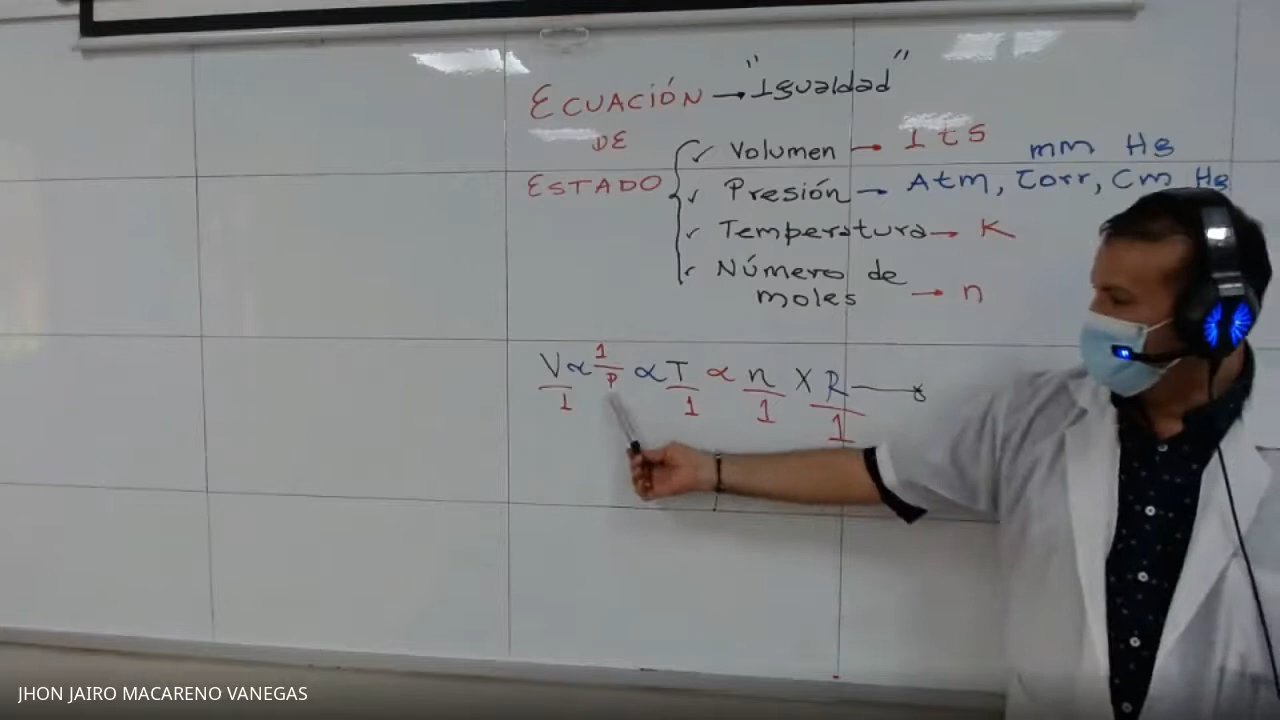 ECUACIÓN → "Igualdad"
DE
ESTADO
✓ Volumen → lts
mm Hg
✓ Presión → Atm, Torr, Cm Hg
✓ Temperatura → K
✓ Número de
moles → n
V/1 ∝ 1/P ∝ T/1 ∝ n/1 X R/1 →
JHON JAIRO MACARENO VANEGAS